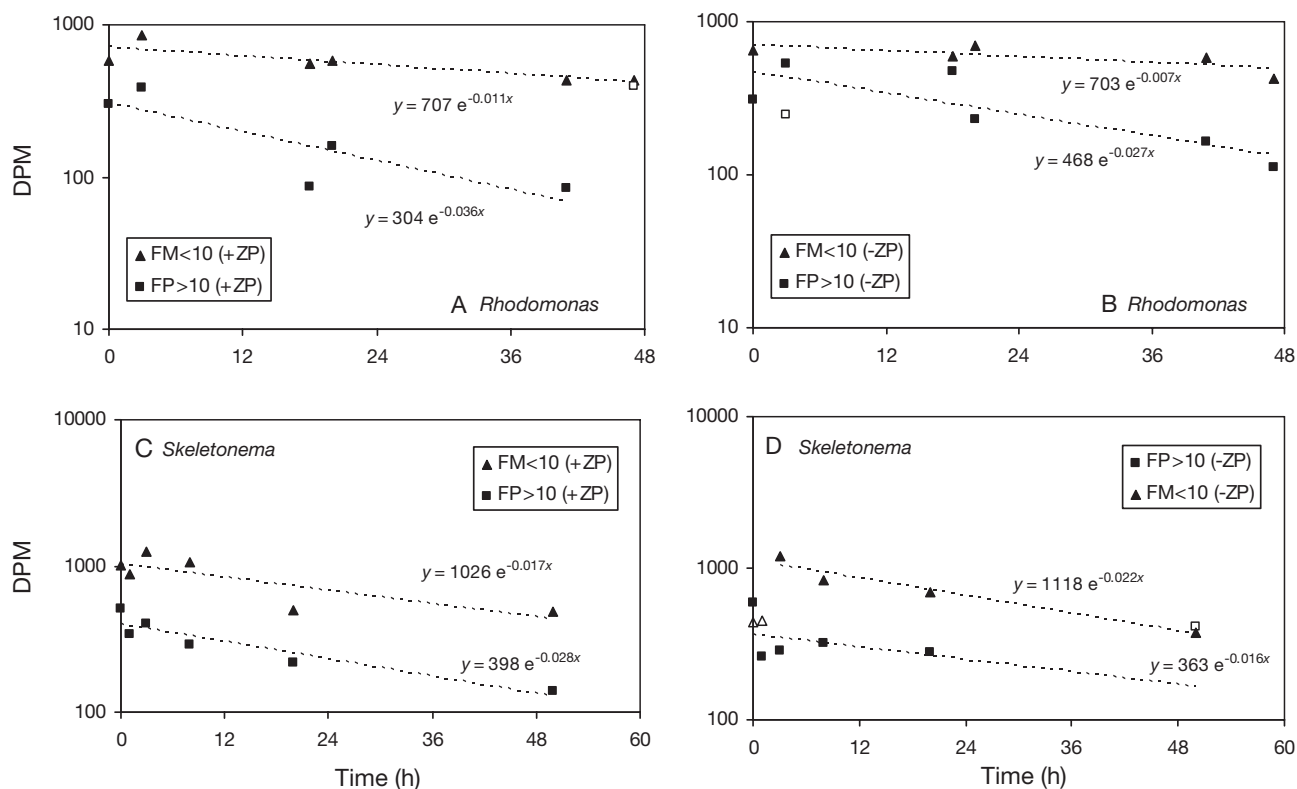 1000
100
10
DPM
y = 707 e^-0.011x
y = 304 e^-0.036x
▲ FM<10 (+ZP)
■ FP>10 (+ZP)
A Rhodomonas
0 12 24 36 48
1000
100
10
y = 703 e^-0.007x
y = 468 e^-0.027x
▲ FM<10 (-ZP)
■ FP>10 (-ZP)
B Rhodomonas
0 12 24 36 48
10000
1000
100
DPM
C Skeletonema
▲ FM<10 (+ZP)
■ FP>10 (+ZP)
y = 1026 e^-0.017x
y = 398 e^-0.028x
0 12 24 36 48 60
Time (h)
10000
1000
100
D Skeletonema
■ FP>10 (-ZP)
▲ FM<10 (-ZP)
y = 1118 e^-0.022x
y = 363 e^-0.016x
0 12 24 36 48 60
Time (h)